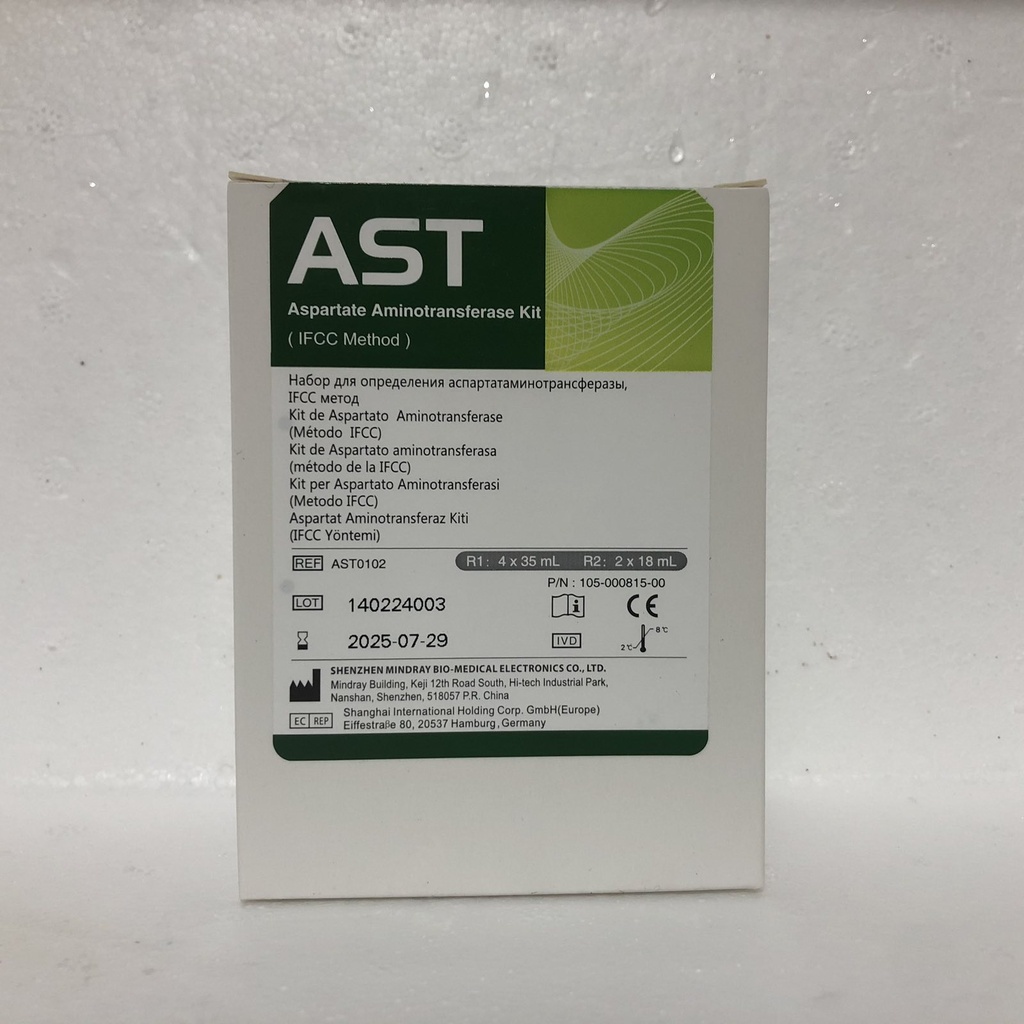 AST
Aspartate Aminotransferase Kit
( IFCC Method )
Набор для определения аспартатаминотрансферазы,
IFCC метод
Kit de Aspartato Aminotransferase
(Método IFCC)
Kit de Aspartato aminotransferasa
(método de la IFCC)
Kit per Aspartato Aminotransferasi
(Metodo IFCC)
Aspartat Aminotransferaz Kiti
(IFCC Yöntemi)
REF AST0102 R1: 4 x 35 mL R2: 2 x 18 mL
P/N : 105-000815-00
LOT 140224003 i CE
2025-07-29 IVD 2℃ 8℃
SHENZHEN MINDRAY BIO-MEDICAL ELECTRONICS CO., LTD.
Mindray Building, Keji 12th Road South, Hi-tech Industrial Park,
Nanshan, Shenzhen, 518057 P.R. China
EC REP Shanghai International Holding Corp. GmbH(Europe)
Eiffestraße 80, 20537 Hamburg, Germany